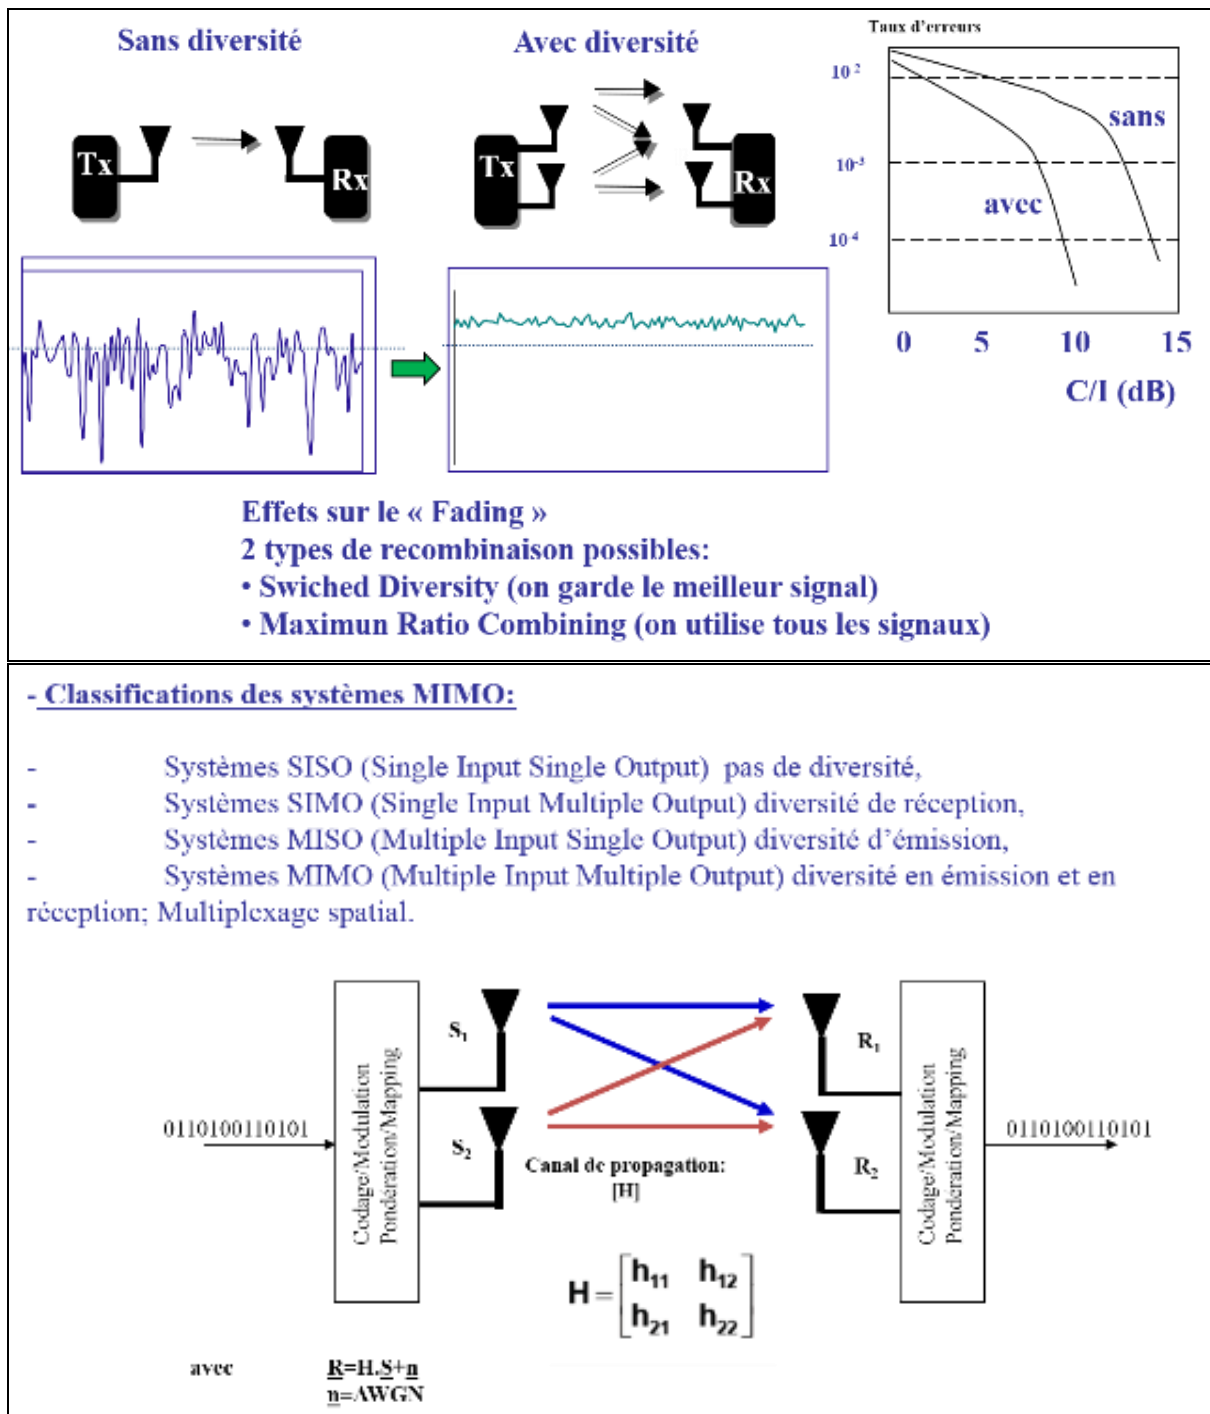 Sans diversité
Avec diversité
Taux d'erreurs
Tx
Rx
Tx
Rx
10-2
10-3
10-4
sans
avec
0 5 10 15
C/I (dB)
Effets sur le « Fading »
2 types de recombinaison possibles:
• Swiched Diversity (on garde le meilleur signal)
• Maximun Ratio Combining (on utilise tous les signaux)
- Classifications des systèmes MIMO:
- Systèmes SISO (Single Input Single Output) pas de diversité,
- Systèmes SIMO (Single Input Multiple Output) diversité de réception,
- Systèmes MISO (Multiple Input Single Output) diversité d'émission,
- Systèmes MIMO (Multiple Input Multiple Output) diversité en émission et en
réception; Multiplexage spatial.
0110100110101
Codage/Modulation
Pondération/Mapping
S1
S2
Canal de propagation:
[H]
R1
R2
Codage/Modulation
Pondération/Mapping
0110100110101
H = [h11 h12
h21 h22]
avec R=H.S+n
n=AWGN